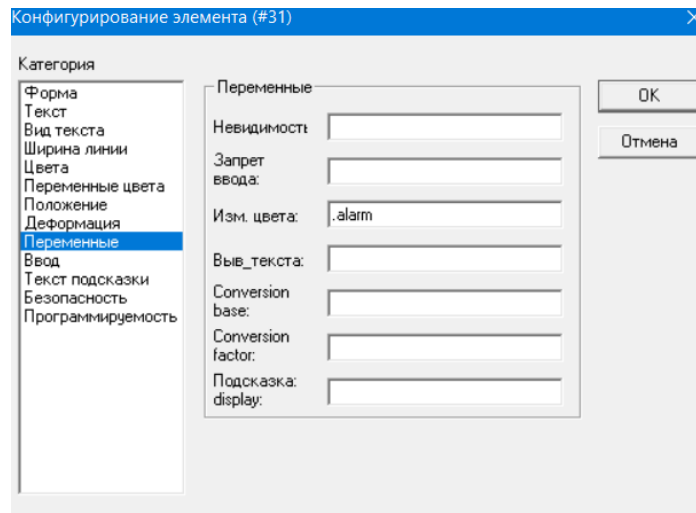 Конфигурирование элемента (#31)
Категория
Форма
Текст
Вид текста
Ширина линии
Цвета
Переменные цвета
Положение
Деформация
Переменные
Ввод
Текст подсказки
Безопасность
Программируемость
Переменные
Невидимость
Запрет
ввода:
Изм. цвета:
.alarm
Выв_текста:
Conversion
base:
Conversion
factor:
Подсказка:
display:
OK
Отмена